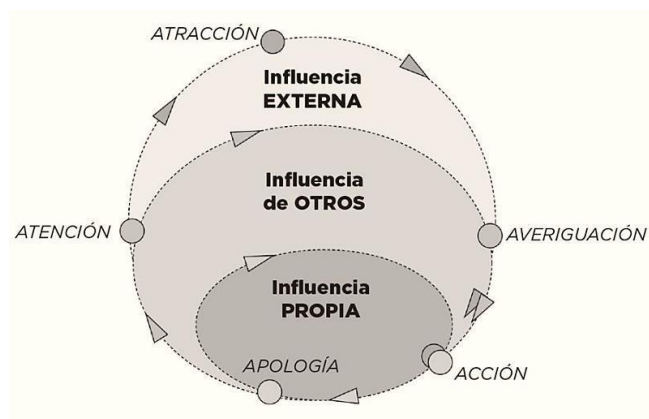 ATRACCIÓN
Influencia
EXTERNA
Influencia
de OTROS
ATENCIÓN
AVERIGUACIÓN
Influencia
PROPIA
APOLOGÍA
ACCIÓN